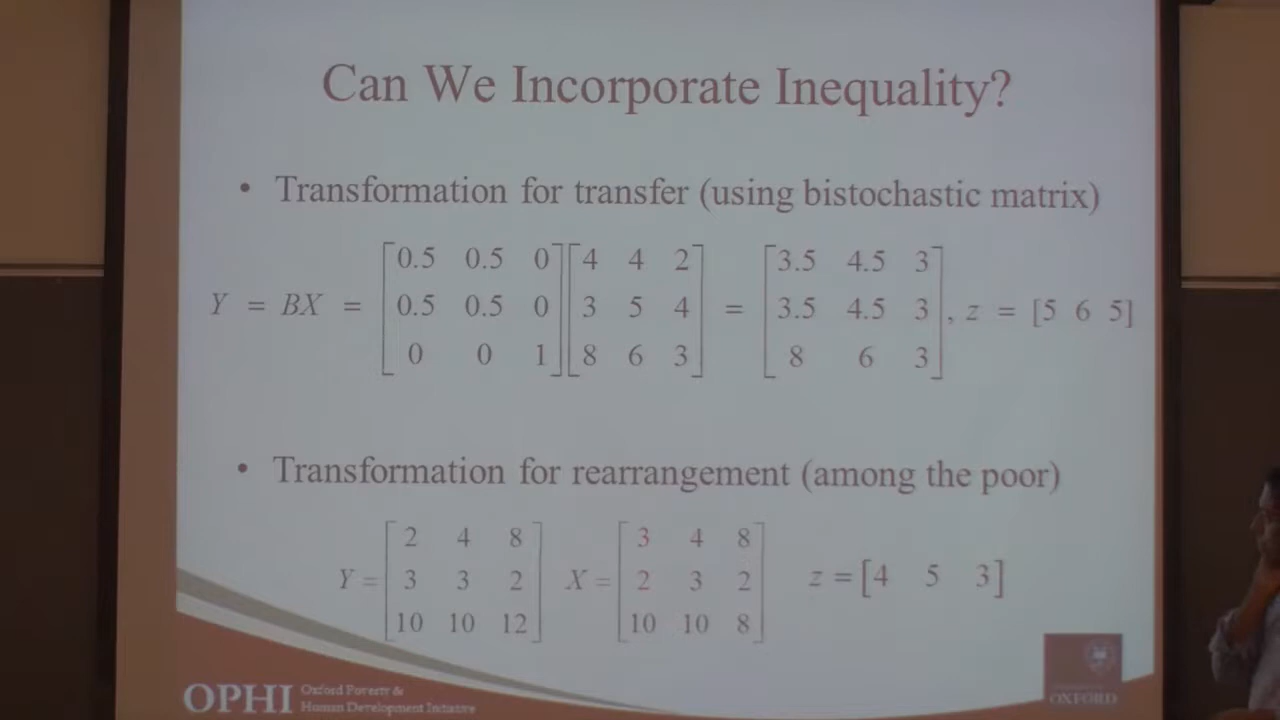 Can We Incorporate Inequality?
• Transformation for transfer (using bistochastic matrix)
Y = BX = [0.5 0.5 0; 0.5 0.5 0; 0 0 1] [4 4 2; 3 5 4; 8 6 3] = [3.5 4.5 3; 3.5 4.5 3; 8 6 3], z = [5 6 5]
• Transformation for rearrangement (among the poor)
Y = [2 4 8; 3 3 2; 10 10 12] X = [3 4 8; 2 3 2; 10 10 8] z = [4 5 3]
OPHI
Oxford Poverty &
Human Development Initiative
OXFORD